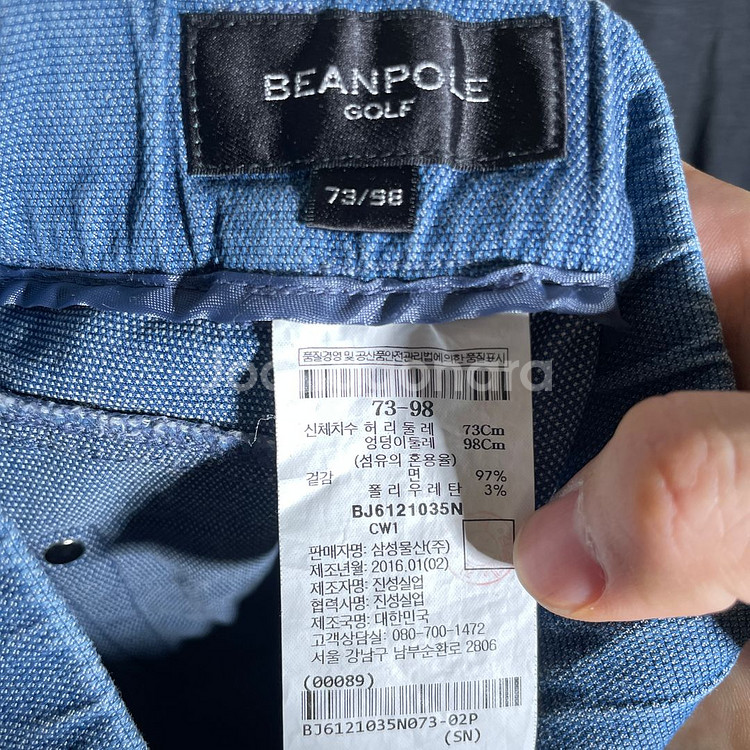 BEANPOLE
GOLF
73/98
품질경영 및 공산품안전관리법에 의한 품질표시
73-98
신체치수 허 리 둘 레 73Cm
엉덩이둘레 98Cm
(섬유의 혼용율)
겉감 면 97%
폴 리 우 레 탄 3%
BJ6121035N
CW1
판매자명: 삼성물산(주)
제조년월: 2016.01(02)
제조사명: 진성실업
협력사명: 진성실업
제조국명: 대한민국
고객상담실: 080-700-1472
서울 강남구 남부순환로 2806
(00089)
BJ6121035N073-02P
(SN)